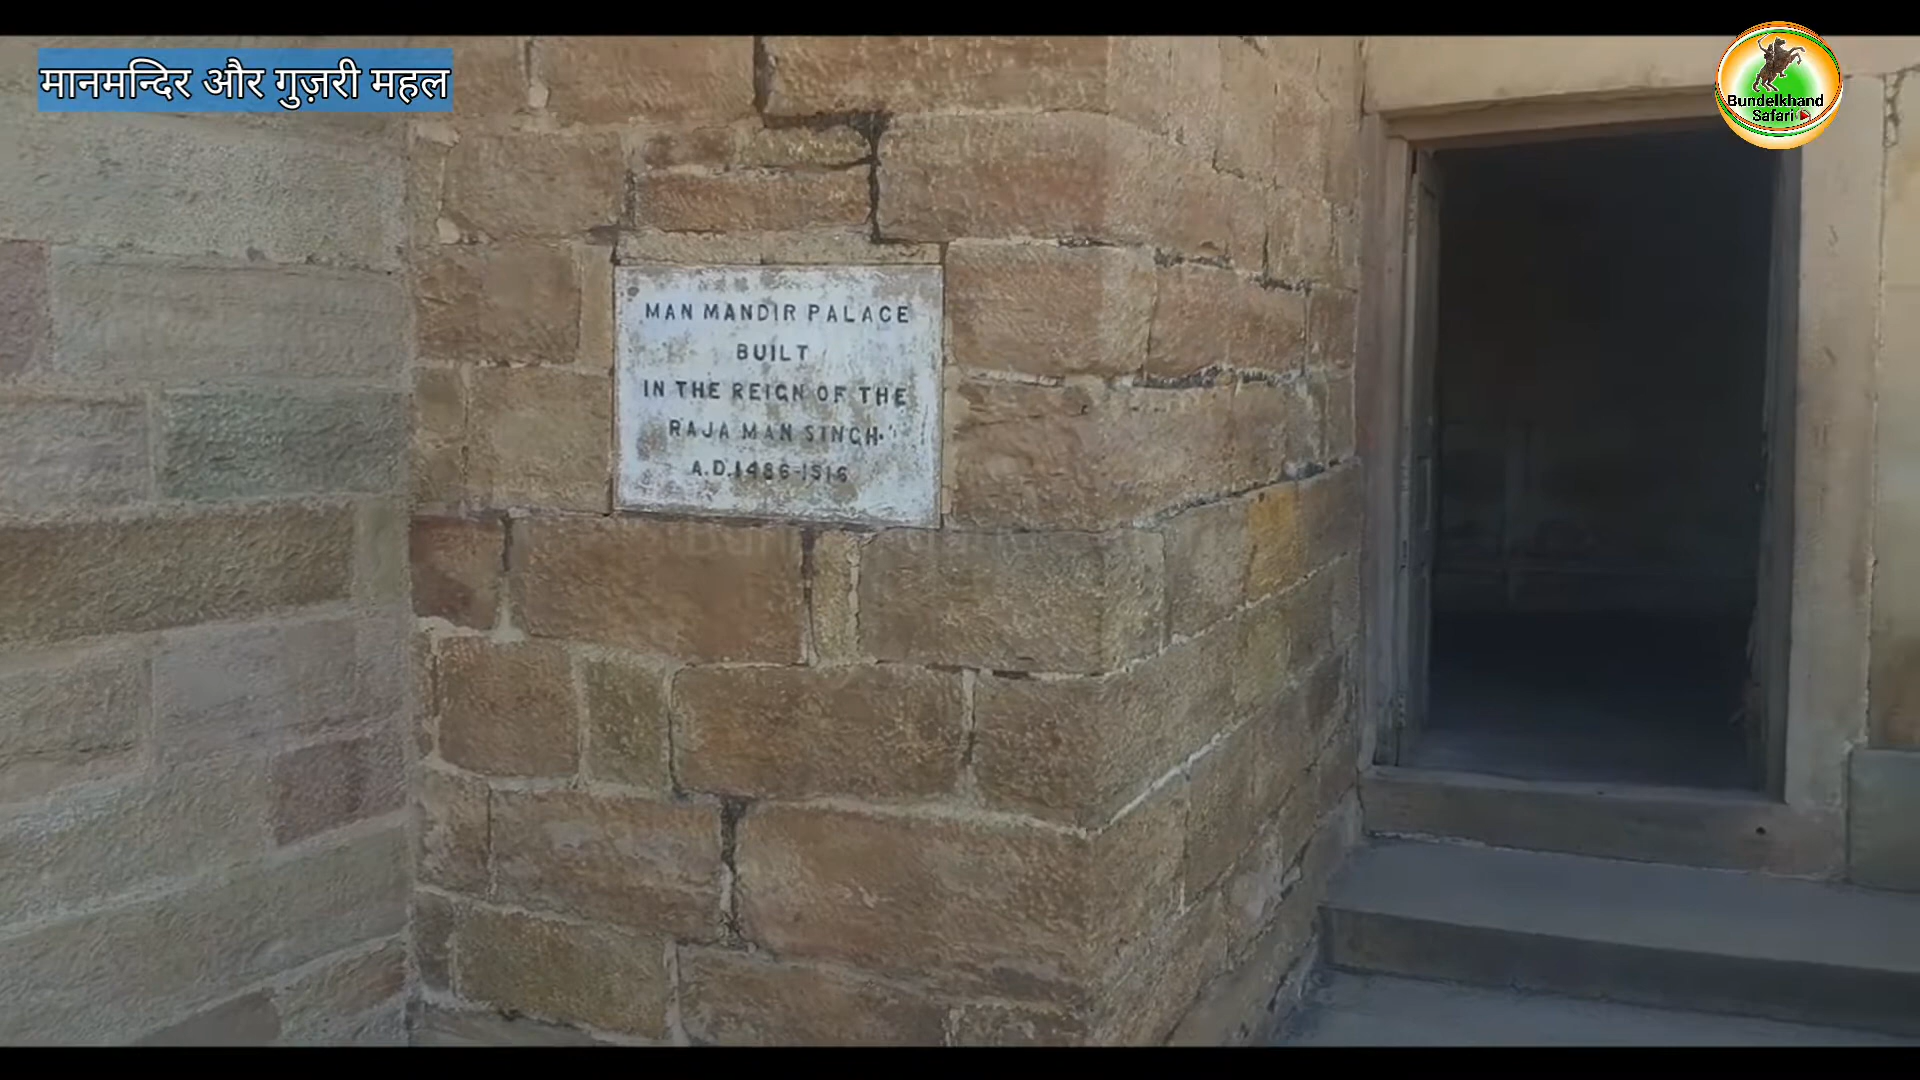 मानमन्दिर और गुज़री महल
Bundelkhand
Safari
MAN MANDIR PALACE
BUILT
IN THE REIGN OF THE
RAJA MAN SINGH.
A.D.1486-1516